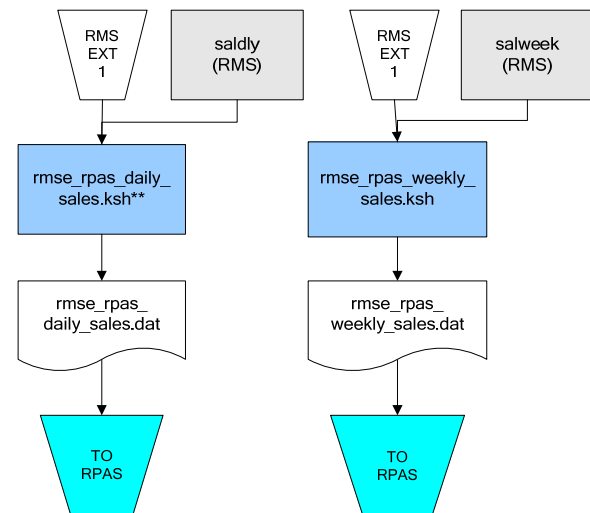 RMS
EXT
1
saldly
(RMS)
RMS
EXT
1
salweek
(RMS)
rmse_rpas_daily_
sales.ksh**
rmse_rpas_weekly_
sales.ksh
rmse_rpas_
daily_sales.dat
rmse_rpas_
weekly_sales.dat
TO
RPAS
TO
RPAS